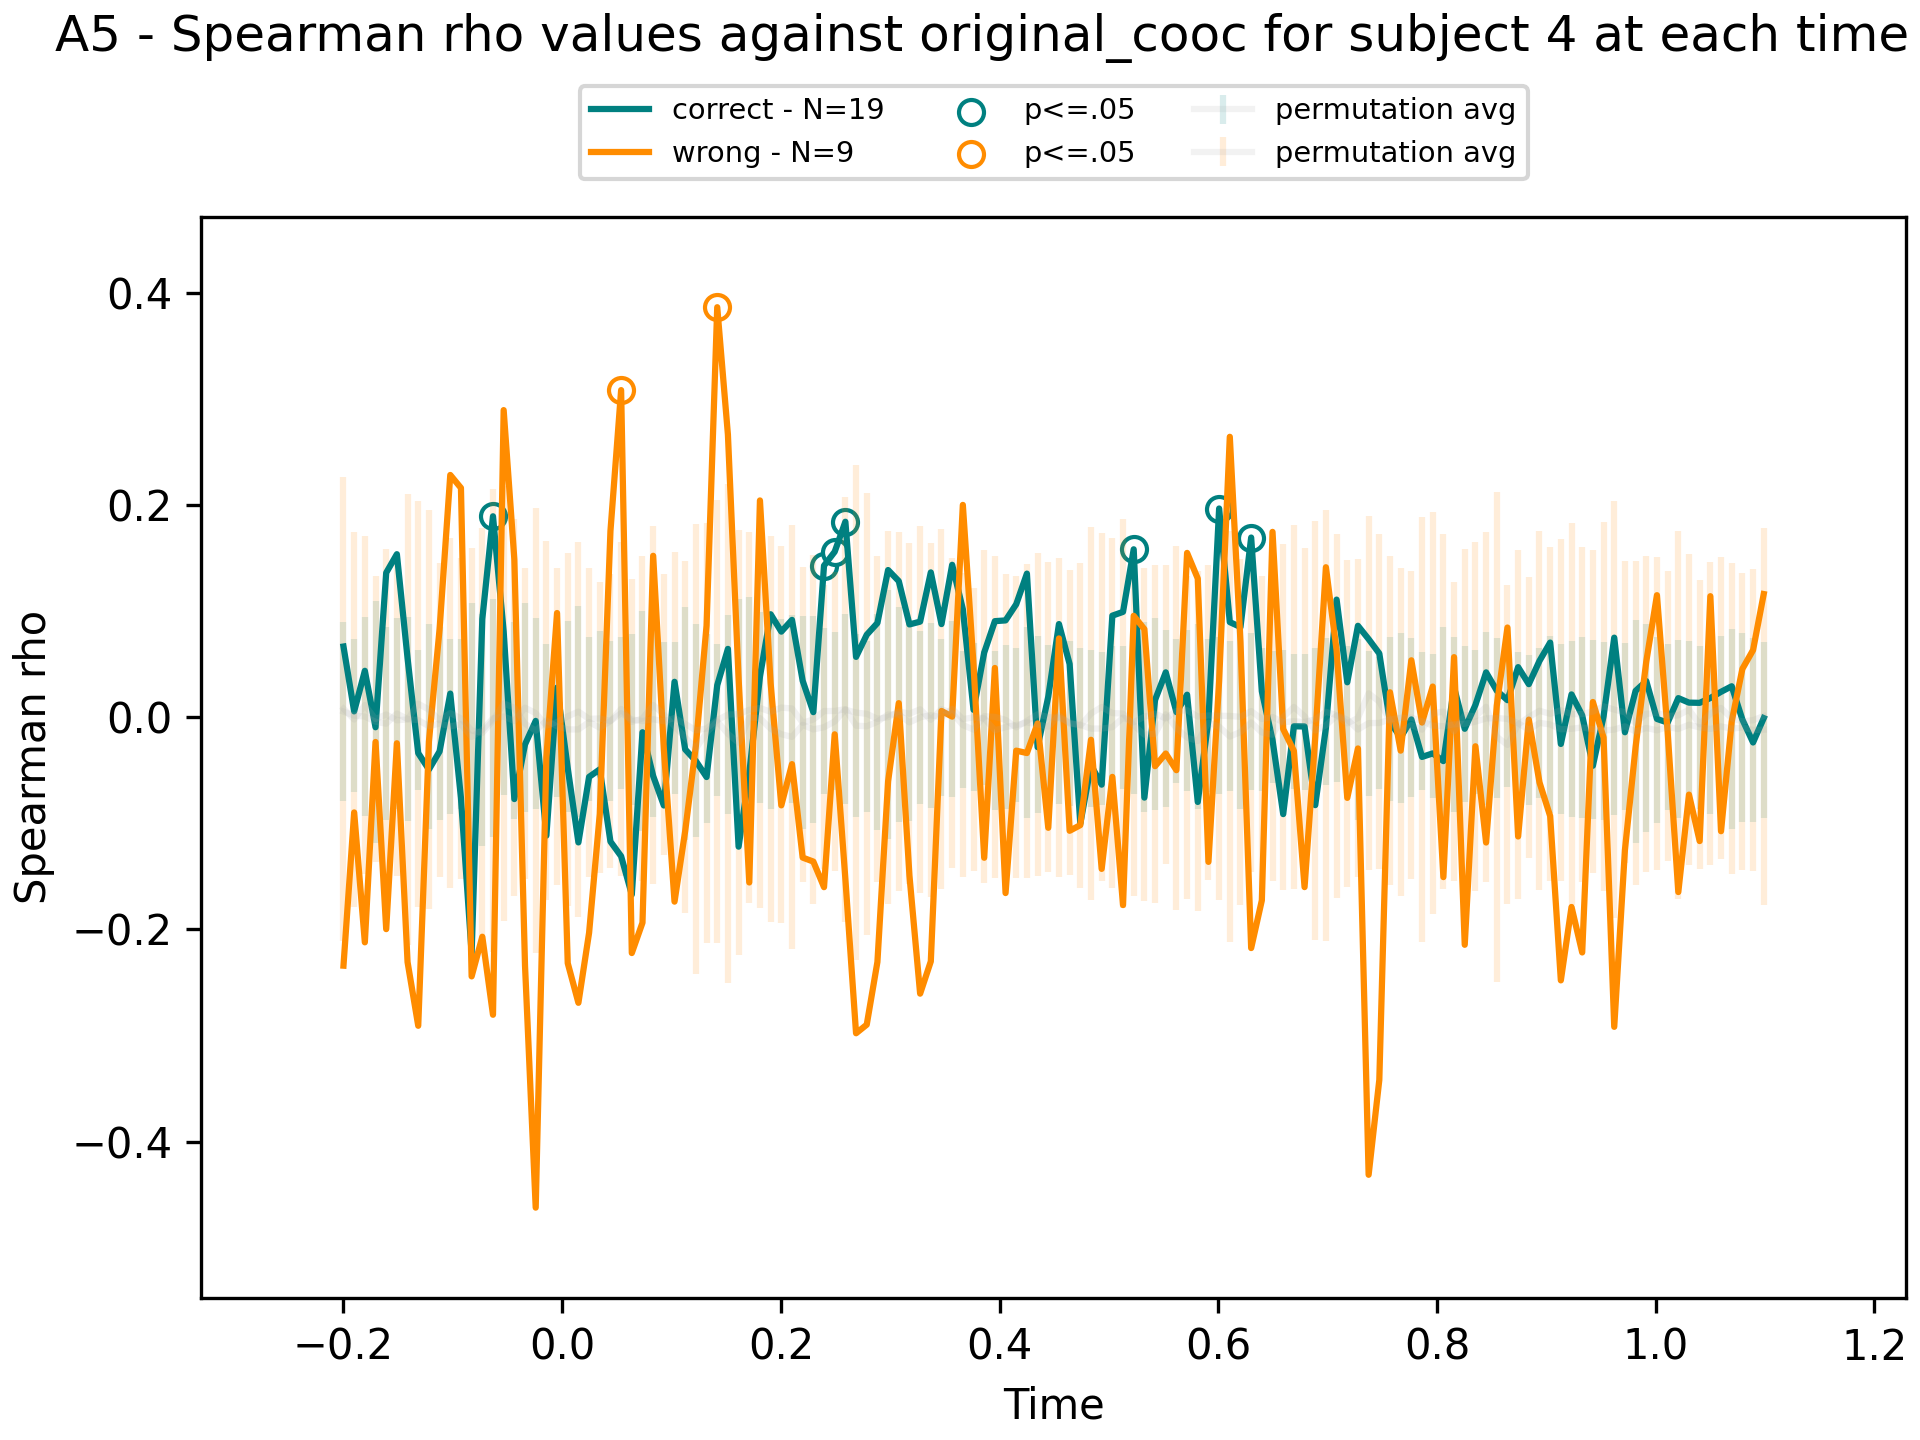 A5 - Spearman rho values against original_cooc for subject 4 at each time
correct - N=19 p<=.05 permutation avg
wrong - N=9 p<=.05 permutation avg
Spearman rho
0.4
0.2
0.0
−0.2
−0.4
−0.2 0.0 0.2 0.4 0.6 0.8 1.0 1.2
Time